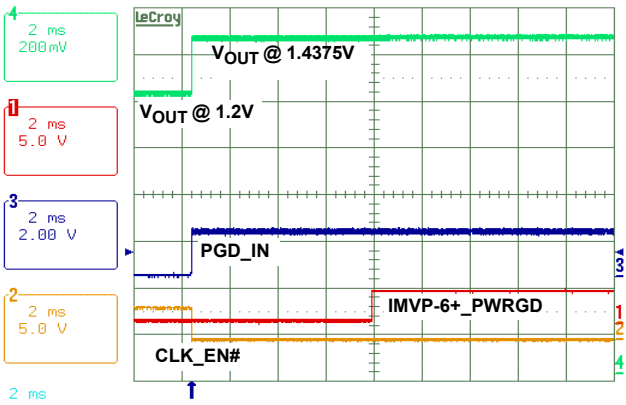 4
2 ms
200mV
1
2 ms
5.0 V
3
2 ms
2.00 V
2
2 ms
5.0 V
2 ms
LeCroy
VOUT @ 1.4375V
VOUT @ 1.2V
PGD_IN
IMVP-6+_PWRGD
CLK_EN#
3
1
2
4